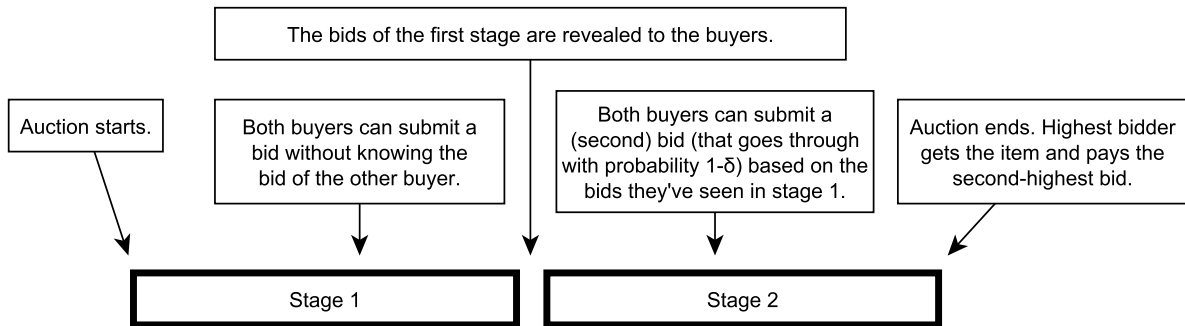 The bids of the first stage are revealed to the buyers.
Auction starts.
Both buyers can submit a
bid without knowing the
bid of the other buyer.
Both buyers can submit a
(second) bid (that goes through
with probability 1-δ) based on the
bids they've seen in stage 1.
Auction ends. Highest bidder
gets the item and pays the
second-highest bid.
Stage 1
Stage 2